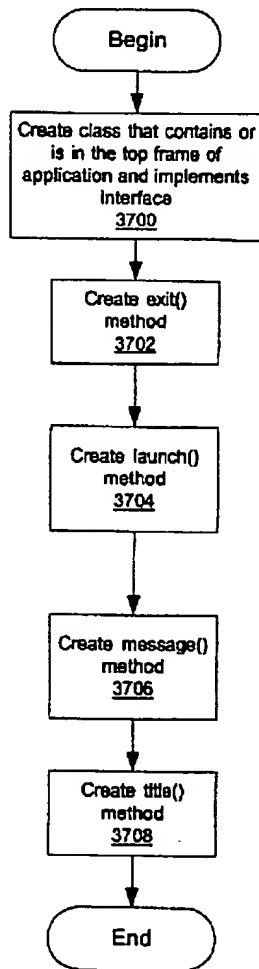 Begin
Create class that contains or
is in the top frame of
application and implements
interface
3700
Create exit()
method
3702
Create launch()
method
3704
Create message()
method
3706
Create title()
method
3708
End